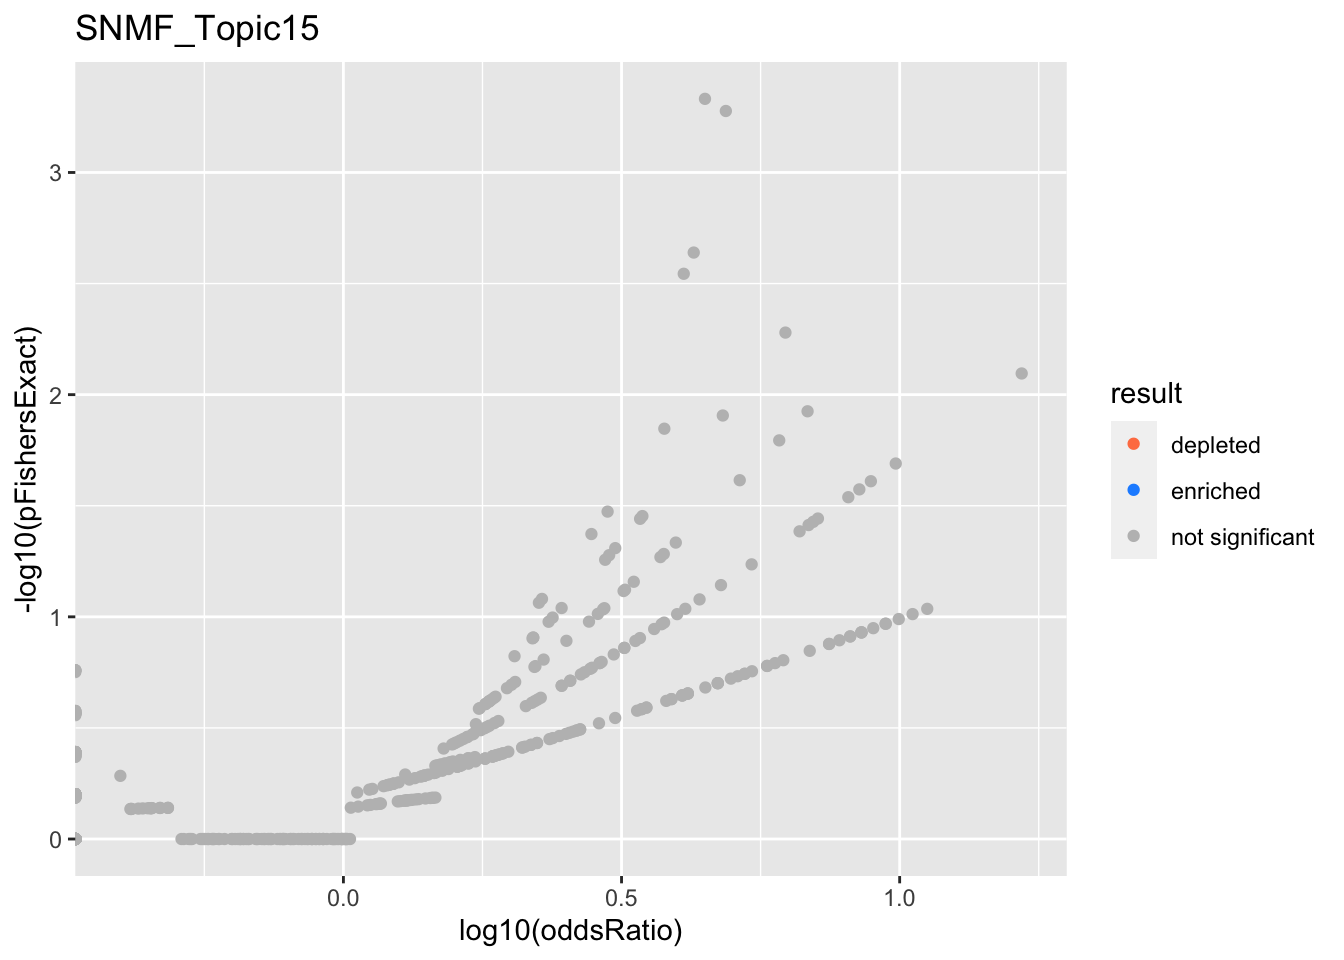 SNMF_Topic15
-log10(pFishersExact)
3
2
1
0
0.0
0.5
1.0
log10(oddsRatio)
result
depleted
enriched
not significant